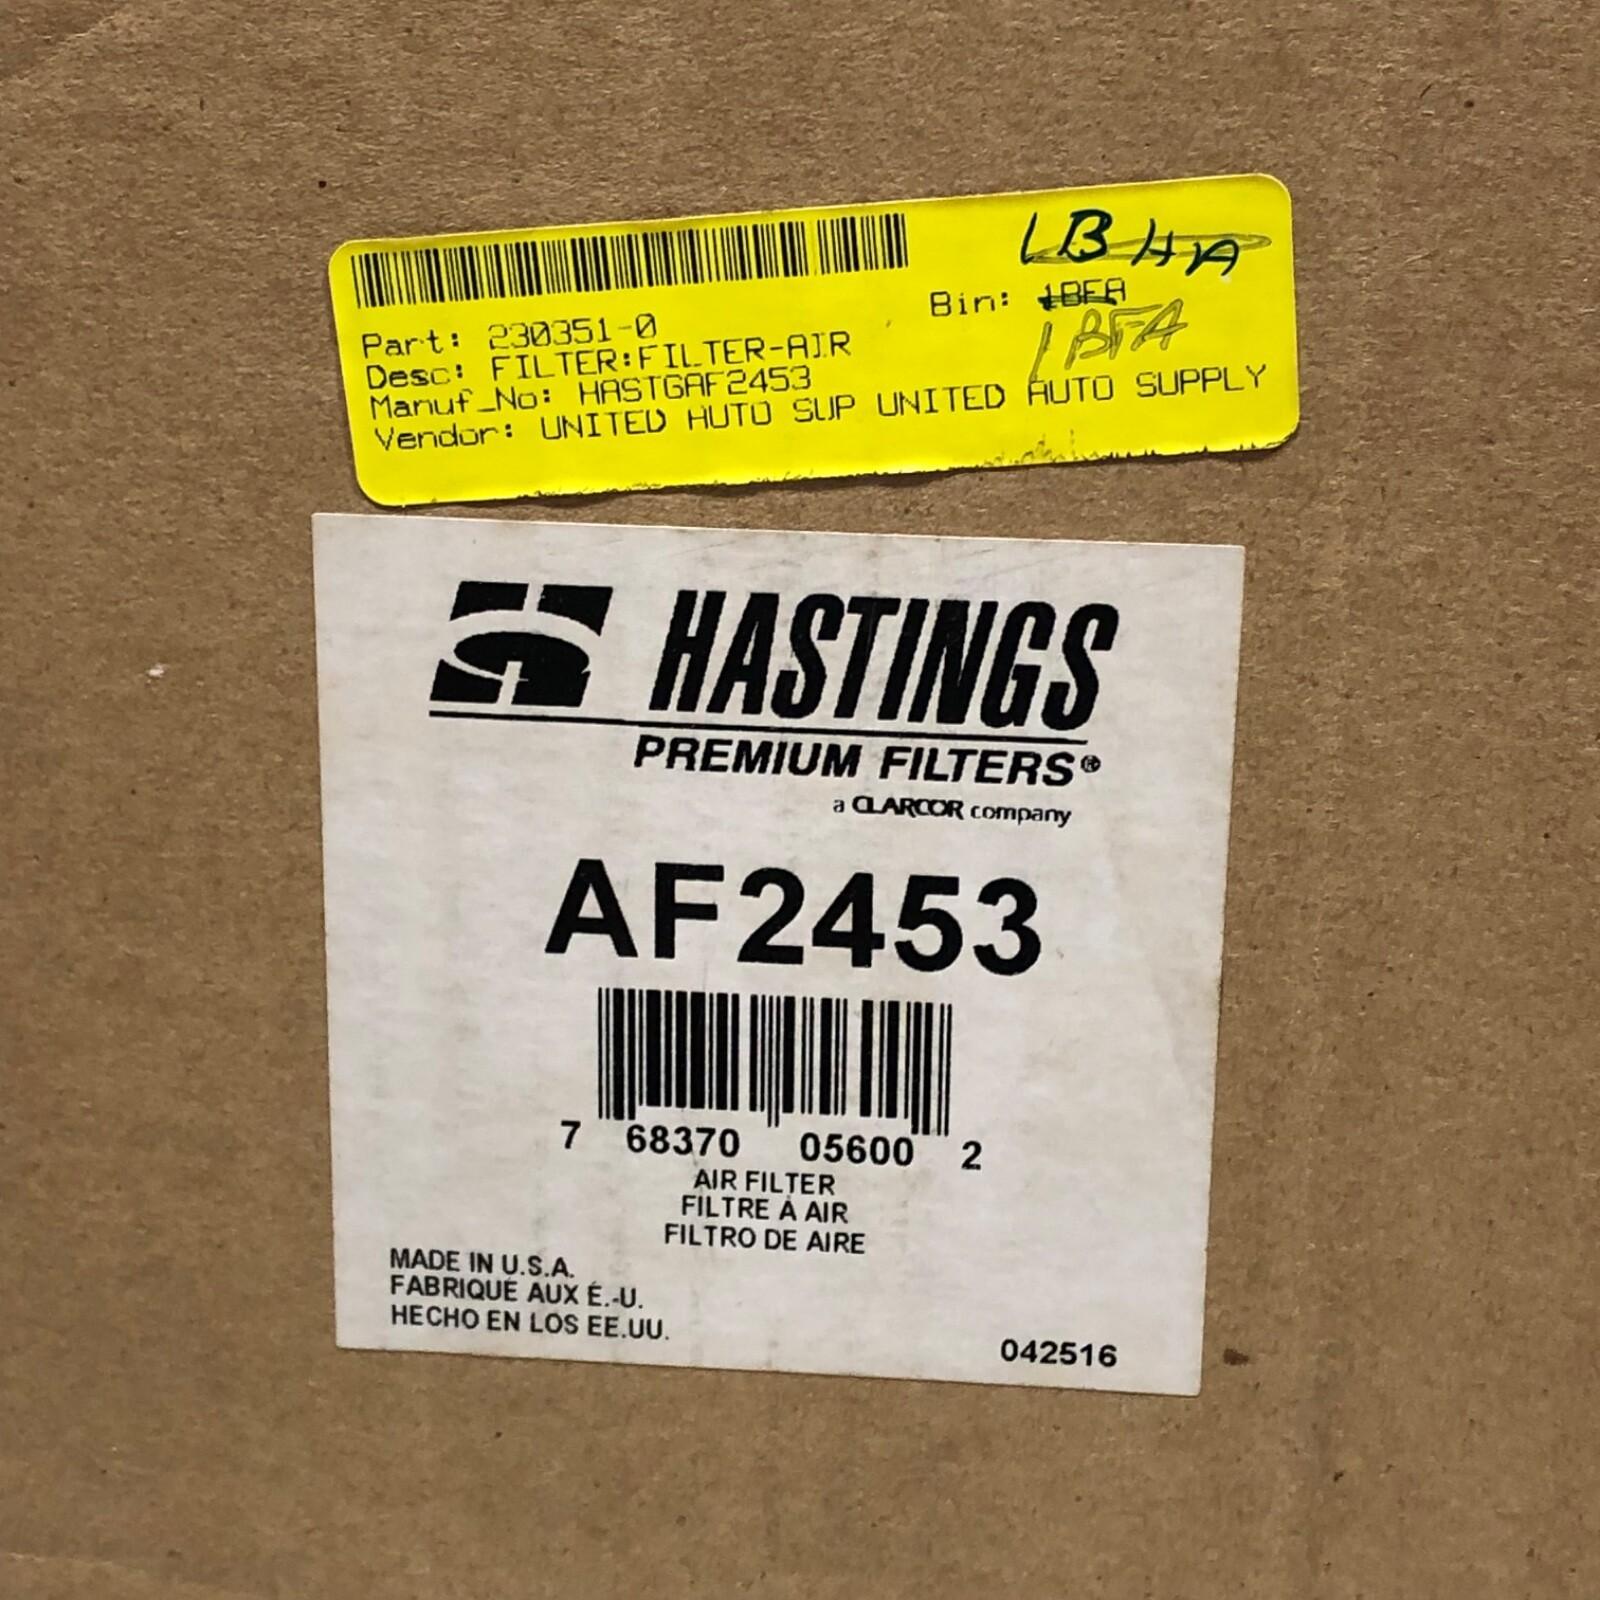 1B HA
Bin: 1BFA
1BFA
Part: 230351-0
Desc: FILTER:FILTER-AIR
Manuf_No: HASTGAF2453
Vendor: UNITED AUTO SUP UNITED AUTO SUPPLY
HASTINGS
PREMIUM FILTERS®
a CLARCOR company
AF2453
7 68370 05600 2
AIR FILTER
FILTRE À AIR
FILTRO DE AIRE
MADE IN U.S.A.
FABRIQUÉ AUX É.-U.
HECHO EN LOS EE.UU.
042516